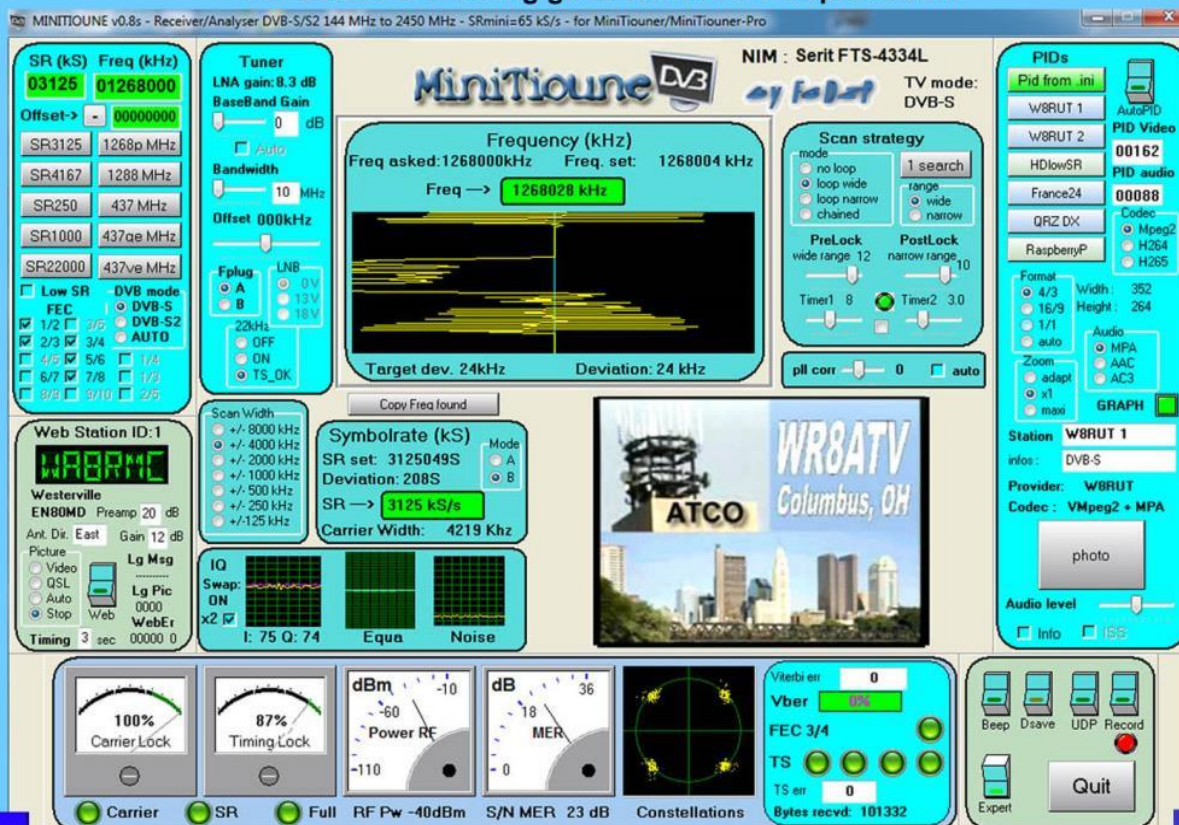 MINITIOUNE v0.8s - Receiver/Analyser DVB-S/S2 144 MHz to 2450 MHz - SRmini=65 kS/s - for MiniTiouner/MiniTiouner-Pro
SR (kS) Freq (kHz)
03125 01268000
Offset-> - 00000000
SR3125 1268p MHz
SR4167 1288 MHz
SR250 437 MHz
SR1000 437qe MHz
SR22000 437ve MHz
Low SR DVB mode
FEC DVB-S
1/2 3/5 DVB-S2
2/3 3/4 AUTO
4/5 5/6 1/4
6/7 7/8 1/3
8/9 9/10 2/5
Tuner
LNA gain: 8.3 dB
BaseBand Gain
0 dB
Auto
Bandwidth
10 MHz
Offset 000kHz
Fplug LNB
A 0V
B 13V
18V
22kHz
OFF
ON
TS_OK
MiniTioune DVB
by F6DZP
NIM : Serit FTS-4334L
TV mode:
DVB-S
Frequency (kHz)
Freq asked:1268000kHz Freq. set: 1268004 kHz
Freq —> 1268028 kHz
Target dev. 24kHz Deviation: 24 kHz
Scan strategy
mode
no loop
loop wide
loop narrow
chained
1 search
range
wide
narrow
PreLock PostLock
wide range 12 narrow range 10
Timer1 8 Timer2 3.0
pll corr 0 auto
PIDs
Pid from .ini
W8RUT 1
W8RUT 2
HDlowSR
France24
QRZ DX
RaspberryP
AutoPID
PID Video
00162
PID audio
00088
Codec
Mpeg2
H264
H265
Format
4/3
16/9
1/1
auto
Width : 352
Height : 264
Audio
MPA
AAC
AC3
Zoom
adapt
x1
maxi
GRAPH
Station W8RUT 1
infos : DVB-S
Provider: W8RUT
Codec : VMpeg2 + MPA
photo
Audio level
Info ISS
Web Station ID:1
WA8RMC
Westerville
EN80MD Preamp 20 dB
Ant. Dir. East Gain 12 dB
Picture
Video
QSL
Auto
Stop
Web
Lg Msg
Lg Pic
0000
WebEr
Timing 3 sec 00000 0
Scan Width
+/- 8000 kHz
+/- 4000 kHz
+/- 2000 kHz
+/- 1000 kHz
+/- 500 kHz
+/- 250 kHz
+/-125 kHz
Copy Freq found
Symbolrate (kS)
SR set: 3125049S
Deviation: 208S
SR —> 3125 kS/s
Carrier Width: 4219 Khz
Mode
A
B
IQ
Swap:
ON
x2
I: 75 Q: 74 Equa Noise
WR8ATV
Columbus, OH
ATCO
100%
Carrier Lock
87%
Timing Lock
dBm
-10
-60
Power RF
-110
dB
36
18
MER
0
Carrier SR Full RF Pw -40dBm S/N MER 23 dB Constellations
Viterbi err 0
Vber 0%
FEC 3/4
TS
TS err 0
Bytes recvd: 101332
Beep Dsave UDP Record
Expert
Quit